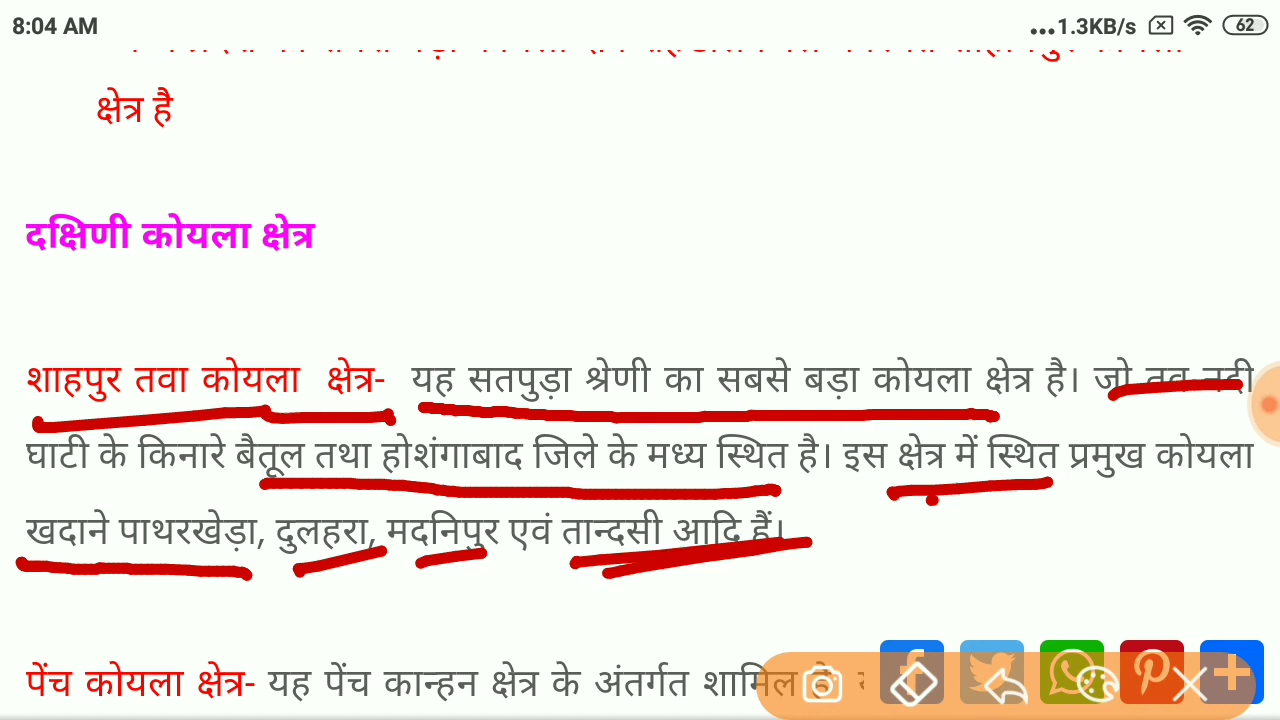 8:04 AM
...1.3KB/s 62
क्षेत्र है
दक्षिणी कोयला क्षेत्र
शाहपुर तवा कोयला क्षेत्र- यह सतपुड़ा श्रेणी का सबसे बड़ा कोयला क्षेत्र है। जो तव नदी
घाटी के किनारे बैतूल तथा होशंगाबाद जिले के मध्य स्थित है। इस क्षेत्र में स्थित प्रमुख कोयला
खदाने पाथरखेड़ा, दुलहरा, मदनिपुर एवं तान्दसी आदि हैं।
पेंच कोयला क्षेत्र- यह पेंच कान्हन क्षेत्र के अंतर्गत शामिल है